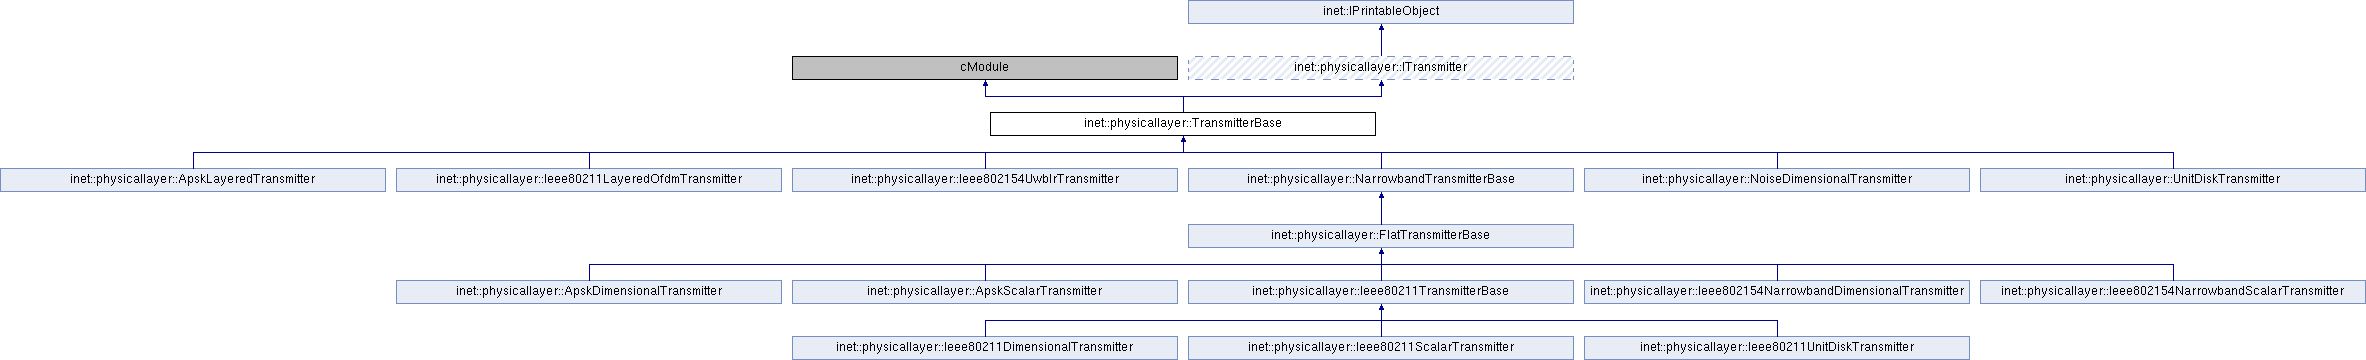 inet::IPrintableObject
cModule
inet::physicallayer::ITransmitter
inet::physicallayer::TransmitterBase
inet::physicallayer::ApskLayeredTransmitter
inet::physicallayer::Ieee80211LayeredOfdmTransmitter
inet::physicallayer::Ieee802154UwbIrTransmitter
inet::physicallayer::NarrowbandTransmitterBase
inet::physicallayer::NoiseDimensionalTransmitter
inet::physicallayer::UnitDiskTransmitter
inet::physicallayer::FlatTransmitterBase
inet::physicallayer::ApskDimensionalTransmitter
inet::physicallayer::ApskScalarTransmitter
inet::physicallayer::Ieee80211TransmitterBase
inet::physicallayer::Ieee802154NarrowbandDimensionalTransmitter
inet::physicallayer::Ieee802154NarrowbandScalarTransmitter
inet::physicallayer::Ieee80211DimensionalTransmitter
inet::physicallayer::Ieee80211ScalarTransmitter
inet::physicallayer::Ieee80211UnitDiskTransmitter